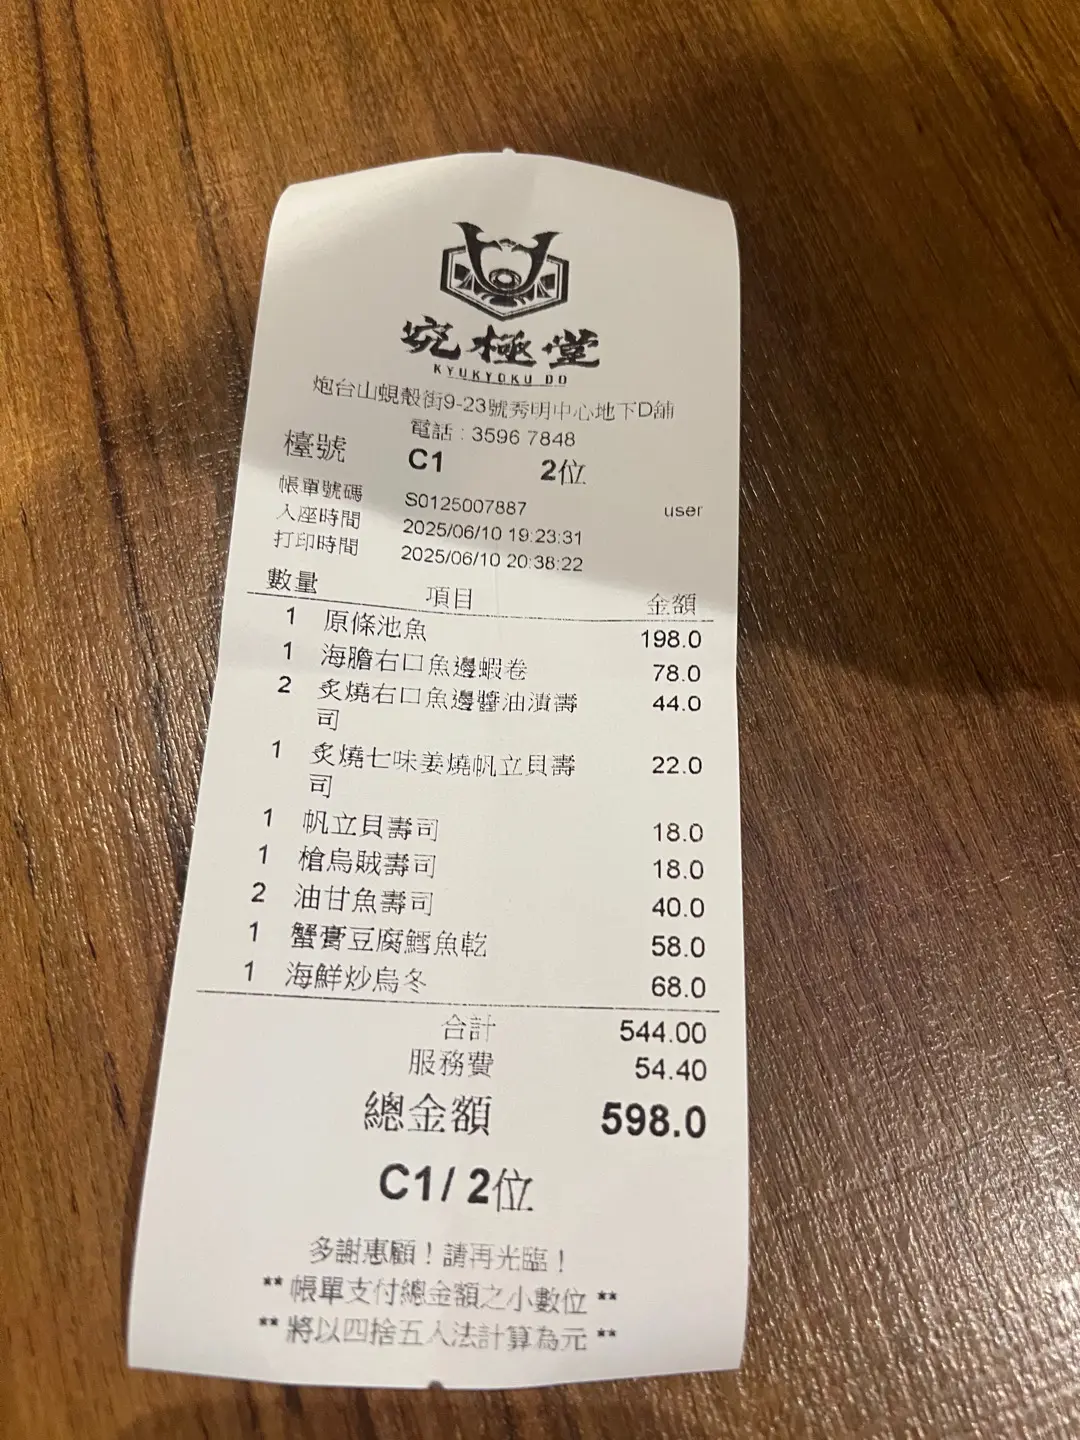 究極堂
KYUKYOKU DO
炮台山蜆殼街9-23號秀明中心地下D舖
電話 : 3596 7848
檯號 C1 2位
帳單號碼 S0125007887 user
入座時間 2025/06/10 19:23:31
打印時間 2025/06/10 20:38:22
數量 項目 金額
1 原條池魚 198.0
1 海膽右口魚邊蝦卷 78.0
2 炙燒右口魚邊醬油漬壽 44.0
司
1 炙燒七味姜燒帆立貝壽 22.0
司
1 帆立貝壽司 18.0
1 槍烏賊壽司 18.0
2 油甘魚壽司 40.0
1 蟹膏豆腐鱈魚乾 58.0
1 海鮮炒烏冬 68.0
合計 544.00
服務費 54.40
總金額 598.0
C1/ 2位
多謝惠顧！請再光臨！
** 帳單支付總金額之小數位 **
** 將以四捨五入法計算為元 **